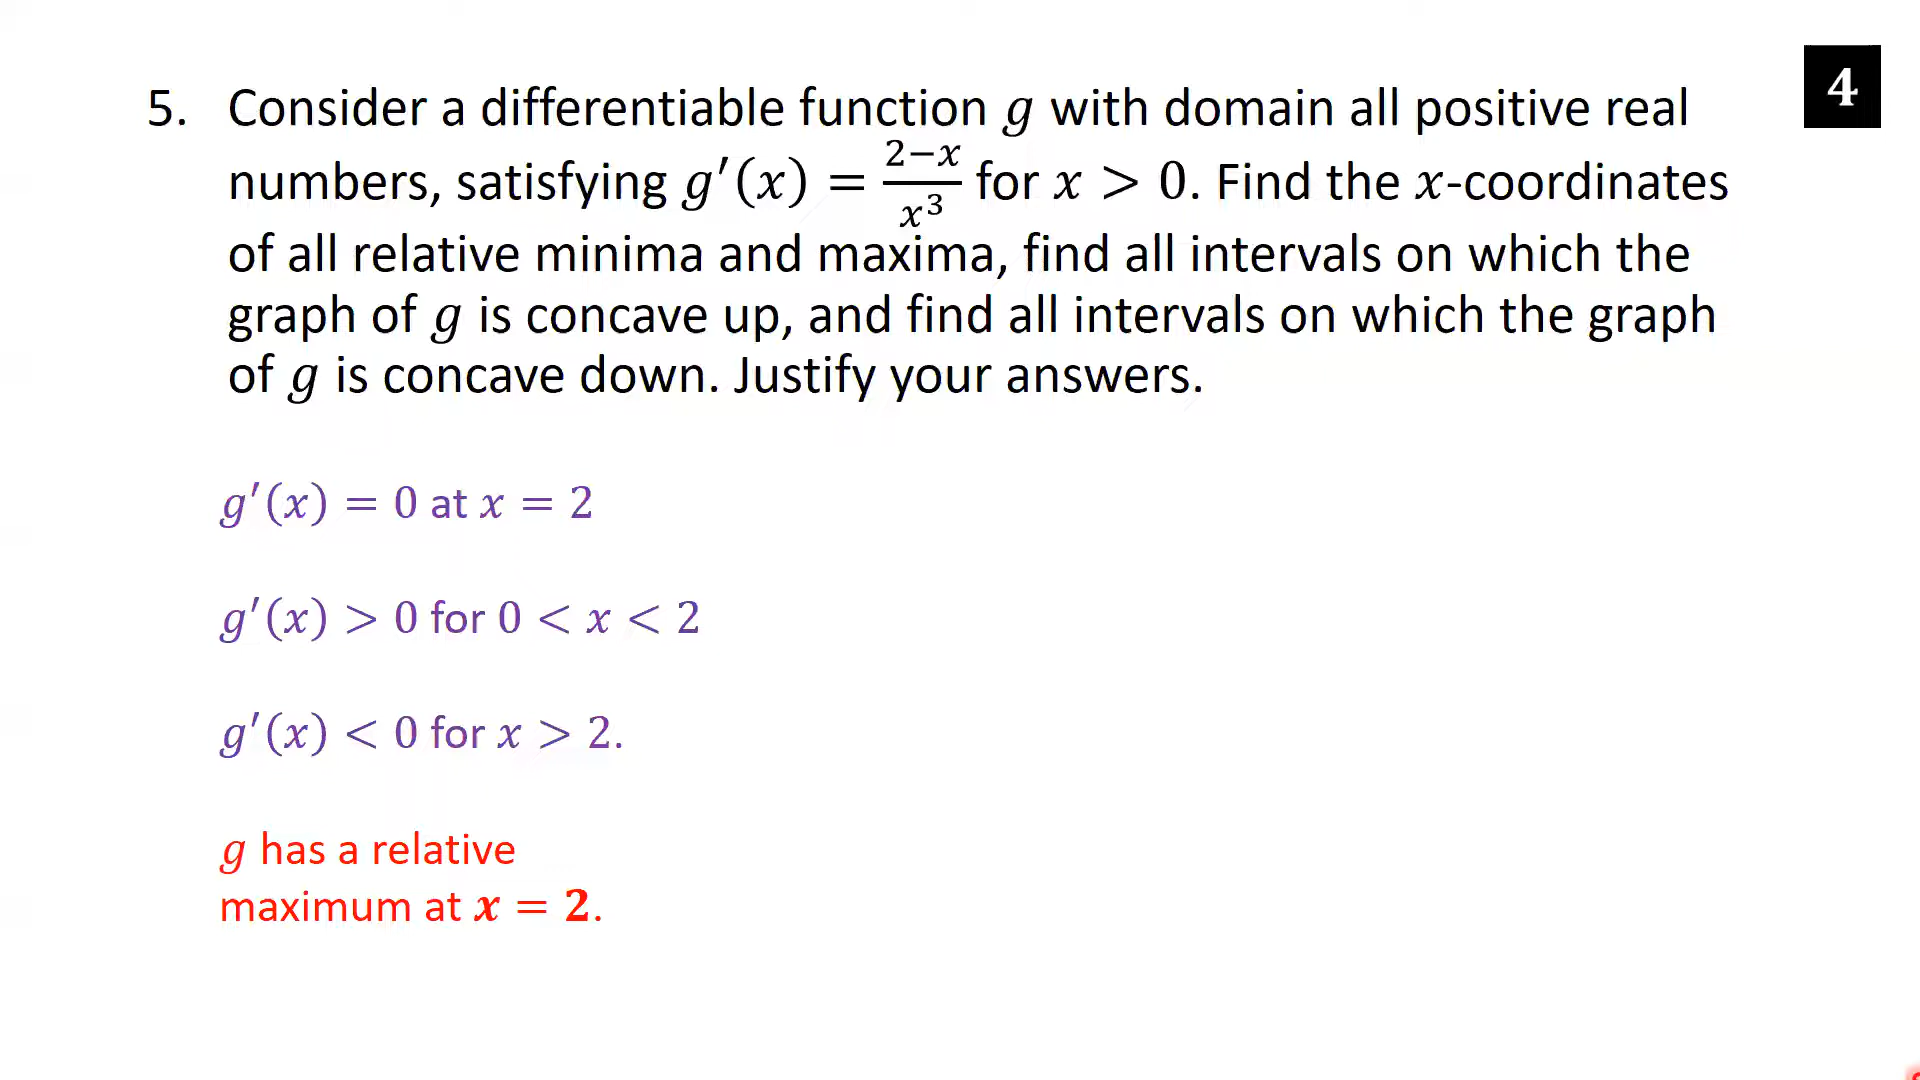 4
5. Consider a differentiable function g with domain all positive real
numbers, satisfying g′(x) = (2−x)/x³ for x > 0. Find the x-coordinates
of all relative minima and maxima, find all intervals on which the
graph of g is concave up, and find all intervals on which the graph
of g is concave down. Justify your answers.
g′(x) = 0 at x = 2
g′(x) > 0 for 0 < x < 2
g′(x) < 0 for x > 2.
g has a relative
maximum at x = 2.